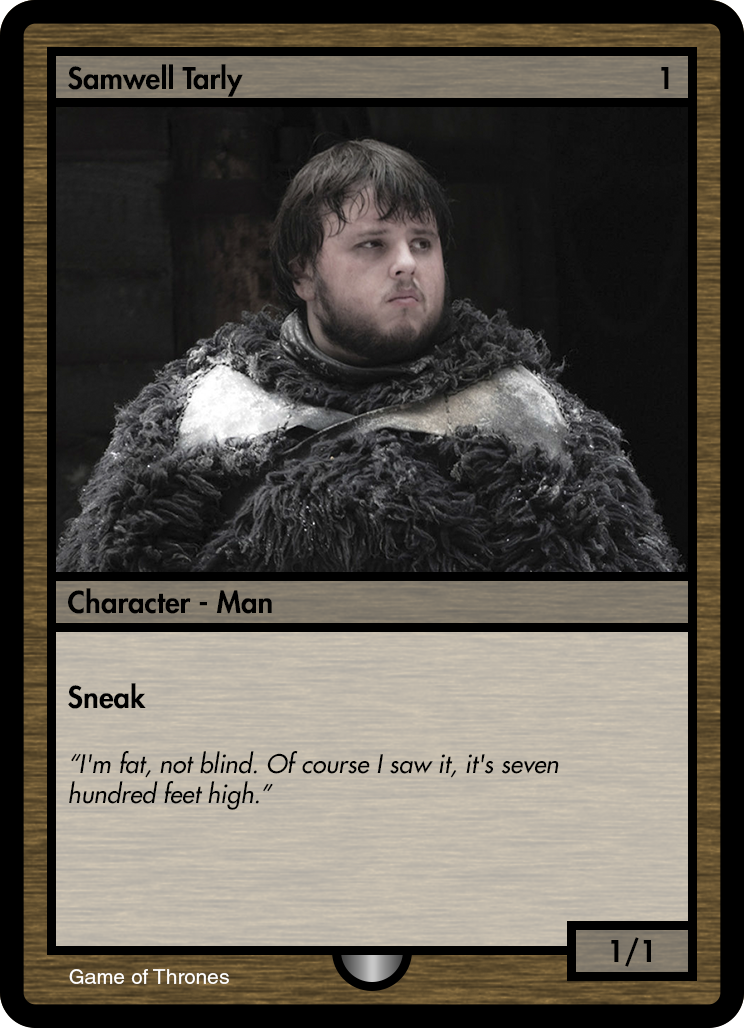 Samwell Tarly 1
Character - Man
Sneak
“I'm fat, not blind. Of course I saw it, it's seven
hundred feet high.”
1/1
Game of Thrones